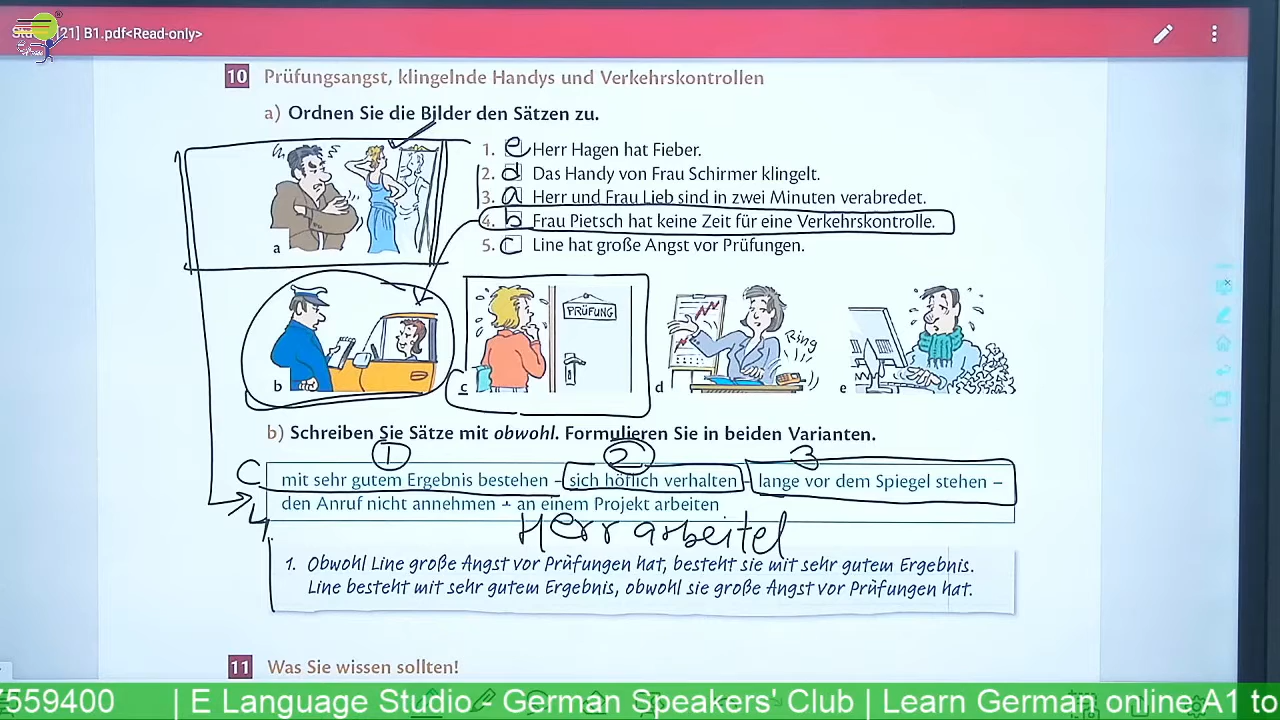 [21] B1.pdf<Read-only>
10 Prüfungsangst, klingelnde Handys und Verkehrskontrollen
a) Ordnen Sie die Bilder den Sätzen zu.
1. e Herr Hagen hat Fieber.
2. d Das Handy von Frau Schirmer klingelt.
3. a Herr und Frau Lieb sind in zwei Minuten verabredet.
4. b Frau Pietsch hat keine Zeit für eine Verkehrskontrolle.
5. c Line hat große Angst vor Prüfungen.
a
PRÜFUNG
Ring
b
c
d
e
b) Schreiben Sie Sätze mit obwohl. Formulieren Sie in beiden Varianten.
1 2 3
C
mit sehr gutem Ergebnis bestehen – sich höflich verhalten – lange vor dem Spiegel stehen –
den Anruf nicht annehmen – an einem Projekt arbeiten
4
Herr arbeitet
1. Obwohl Line große Angst vor Prüfungen hat, besteht sie mit sehr gutem Ergebnis.
Line besteht mit sehr gutem Ergebnis, obwohl sie große Angst vor Prüfungen hat.
11 Was Sie wissen sollten!
559400 | E Language Studio - German Speakers' Club | Learn German online A1 to